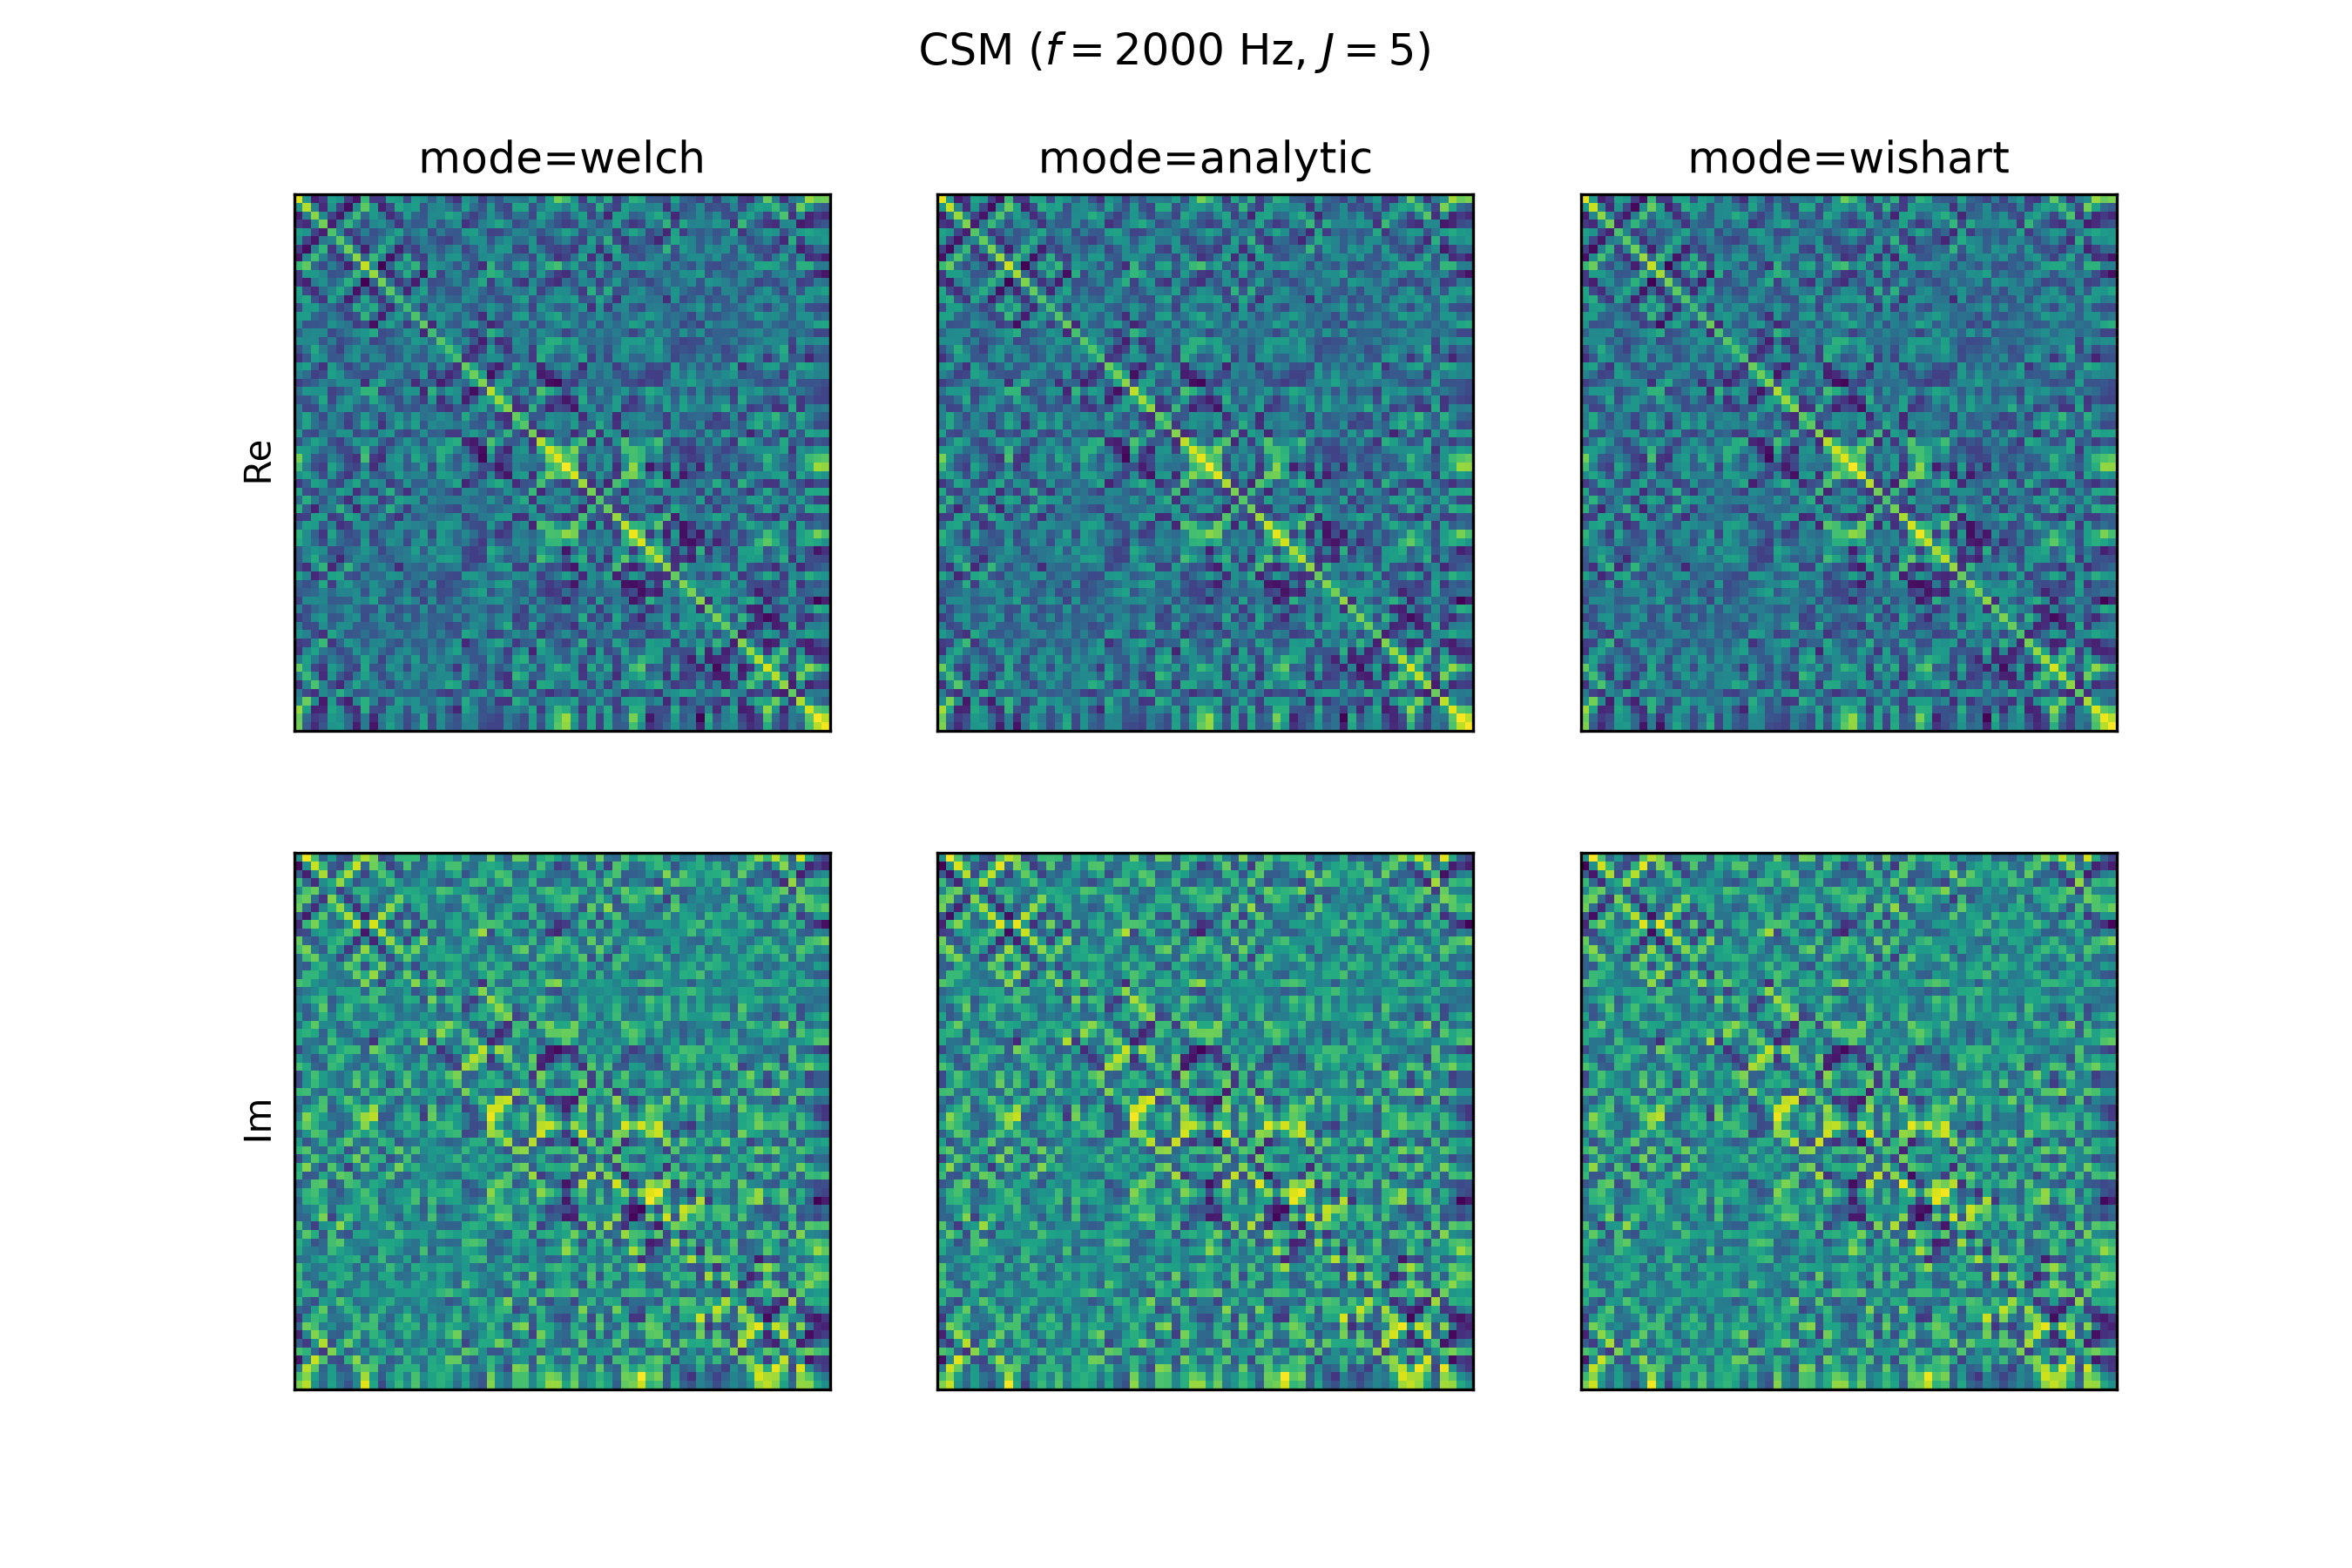 CSM (f = 2000 Hz, J = 5)
mode=welch
mode=analytic
mode=wishart
Re
Im